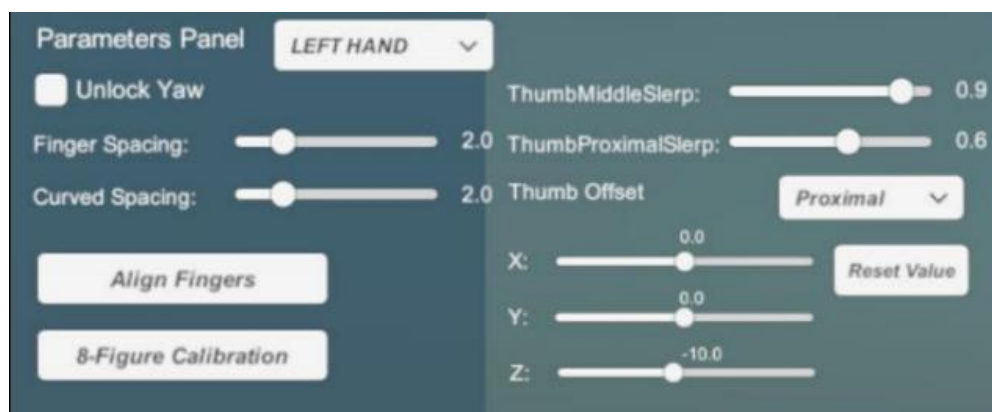 Parameters Panel
LEFT HAND
Unlock Yaw
Finger Spacing: 2.0
Curved Spacing: 2.0
Align Fingers
8-Figure Calibration
ThumbMiddleSlerp: 0.9
ThumbProximalSlerp: 0.6
Thumb Offset
Proximal
0.0
X:
Reset Value
0.0
Y:
-10.0
Z: